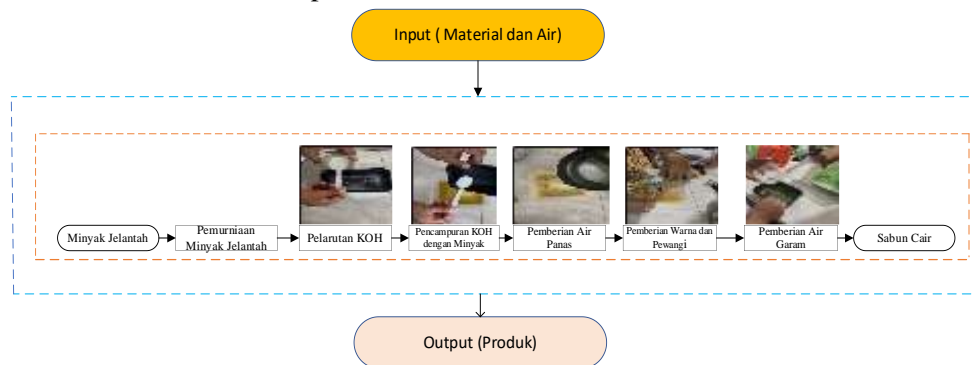 Input ( Material dan Air)
Minyak Jelantah
Pemurniaan
Minyak Jelantah
Pelarutan KOH
Pencampuran KOH
dengan Minyak
Pemberian Air
Panas
Pemberian Warna dan
Pewangi
Pemberian Air
Garam
Sabun Cair
Output (Produk)